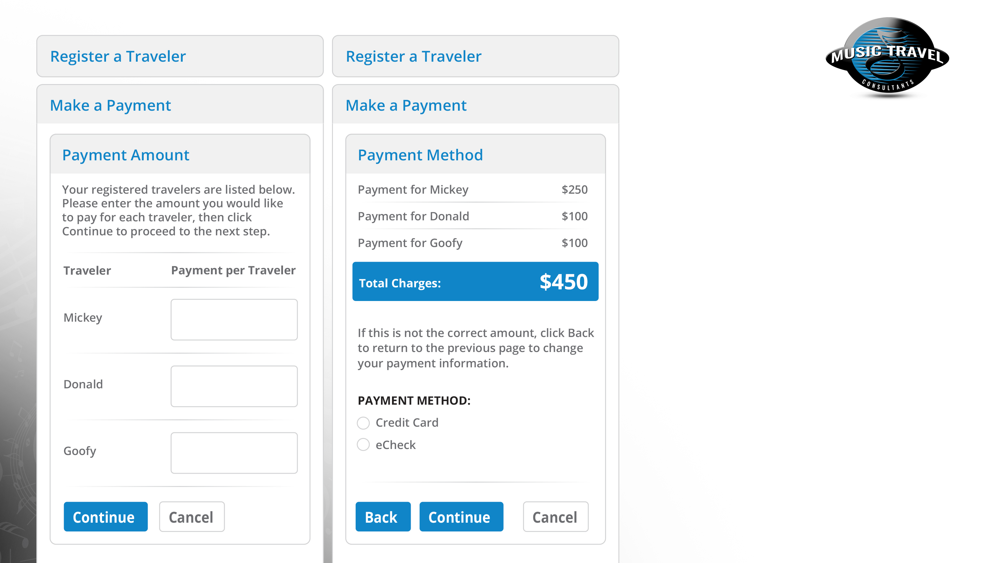 Register a Traveler
Make a Payment
Payment Amount
Your registered travelers are listed below.
Please enter the amount you would like
to pay for each traveler, then click
Continue to proceed to the next step.
Traveler Payment per Traveler
Mickey
Donald
Goofy
Continue Cancel
Register a Traveler
Make a Payment
Payment Method
Payment for Mickey $250
Payment for Donald $100
Payment for Goofy $100
Total Charges: $450
If this is not the correct amount, click Back
to return to the previous page to change
your payment information.
PAYMENT METHOD:
Credit Card
eCheck
Back Continue Cancel
MUSIC TRAVEL
CONSULTANTS